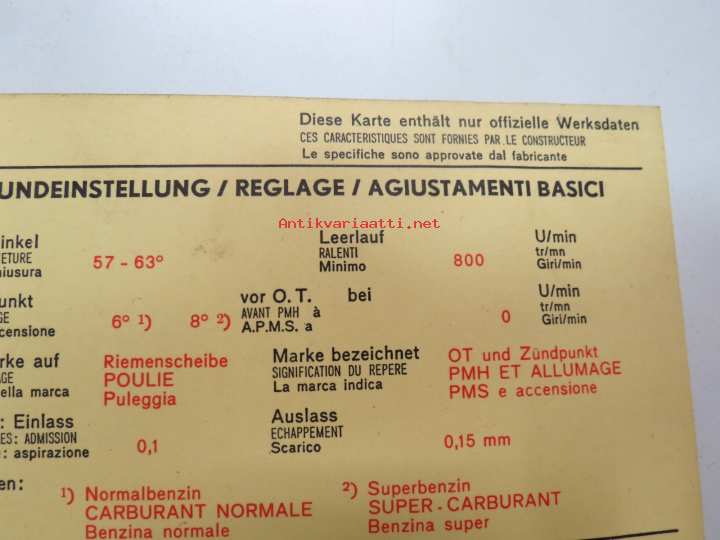 Diese Karte enthält nur offizielle Werksdaten
CES CARACTERISTIQUES SONT FORNIES PAR LE CONSTRUCTEUR
Le specifiche sono approvate dal fabricante
UNDEINSTELLUNG / REGLAGE / AGIUSTAMENTI BASICI
Antikvariaatti.net
inkel
ETURE
hiusura
57 - 63°
Leerlauf
RALENTI
Minimo
800
U/min
tr/mn
Giri/min
unkt
GE
ccensione
6° 1)
8° 2)
vor O.T. bei
AVANT PMH à
A.P.M.S. a
0
U/min
tr/mn
Giri/min
rke auf
AGE
ella marca
Riemenscheibe
POULIE
Puleggia
Marke bezeichnet
SIGNIFICATION DU REPERE
La marca indica
OT und Zündpunkt
PMH ET ALLUMAGE
PMS e accensione
: Einlass
ES: ADMISSION
: aspirazione
0,1
Auslass
ECHAPPEMENT
Scarico
0,15 mm
en:
1) Normalbenzin
CARBURANT NORMALE
Benzina normale
2) Superbenzin
SUPER - CARBURANT
Benzina super